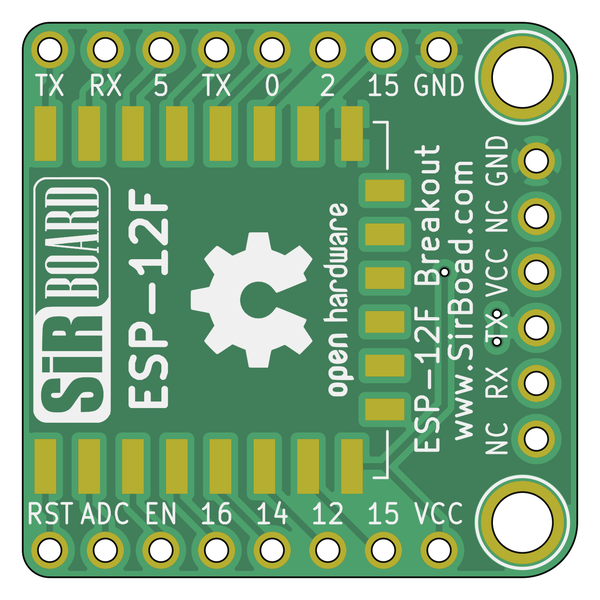 TX RX 5 TX 0 2 15 GND
SiR BOARD
ESP-12F
open hardware
ESP-12F Breakout
www.SirBoad.com
NC RX TX VCC NC GND
RST ADC EN 16 14 12 15 VCC